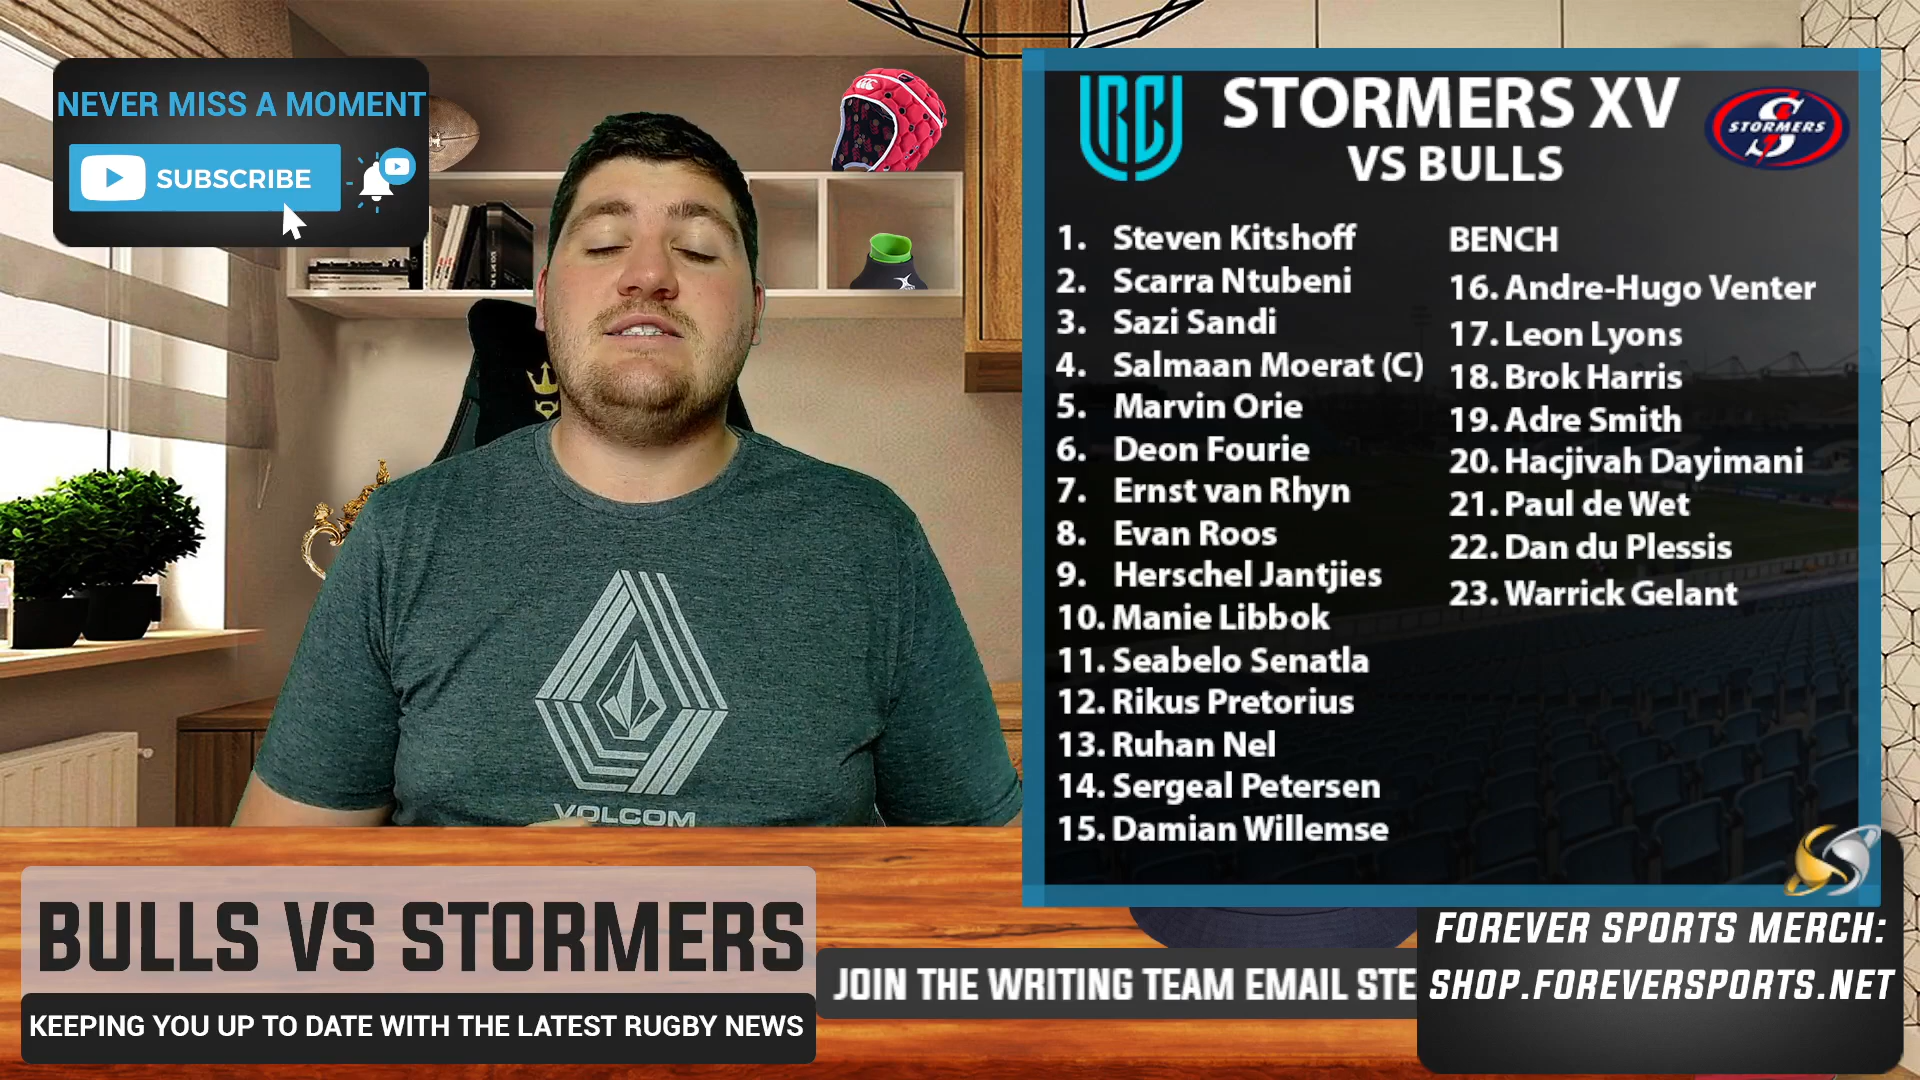 NEVER MISS A MOMENT
SUBSCRIBE
STORMERS XV
VS BULLS
STORMERS
1. Steven Kitshoff
2. Scarra Ntubeni
3. Sazi Sandi
4. Salmaan Moerat (C)
5. Marvin Orie
6. Deon Fourie
7. Ernst van Rhyn
8. Evan Roos
9. Herschel Jantjies
10. Manie Libbok
11. Seabelo Senatla
12. Rikus Pretorius
13. Ruhan Nel
14. Sergeal Petersen
15. Damian Willemse
BENCH
16. Andre-Hugo Venter
17. Leon Lyons
18. Brok Harris
19. Adre Smith
20. Hacjivah Dayimani
21. Paul de Wet
22. Dan du Plessis
23. Warrick Gelant
VOLCOM
BULLS VS STORMERS
KEEPING YOU UP TO DATE WITH THE LATEST RUGBY NEWS
JOIN THE WRITING TEAM EMAIL STE
FOREVER SPORTS MERCH:
SHOP.FOREVERSPORTS.NET